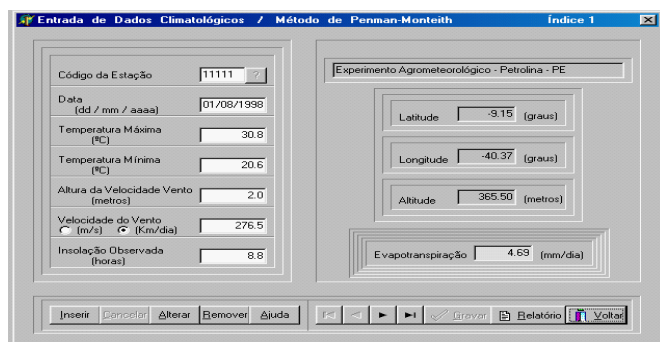 Entrada de Dados Climatológicos / Método de Penman-Monteith Índice 1
Código da Estação 11111 ?
Data
(dd / mm / aaaa) 01/08/1998
Temperatura Máxima
(ºC) 30.8
Temperatura Mínima
(ºC) 20.6
Altura da Velocidade Vento
(metros) 2.0
Velocidade do Vento
(m/s) (Km/dia) 276.5
Insolação Observada
(horas) 8.8
Experimento Agrometeorológico - Petrolina - PE
Latitude -9.15 (graus)
Longitude -40.37 (graus)
Altitude 365.50 (metros)
Evapotranspiração 4.69 (mm/dia)
Inserir Cancelar Alterar Remover Ajuda Gravar Relatório Voltar